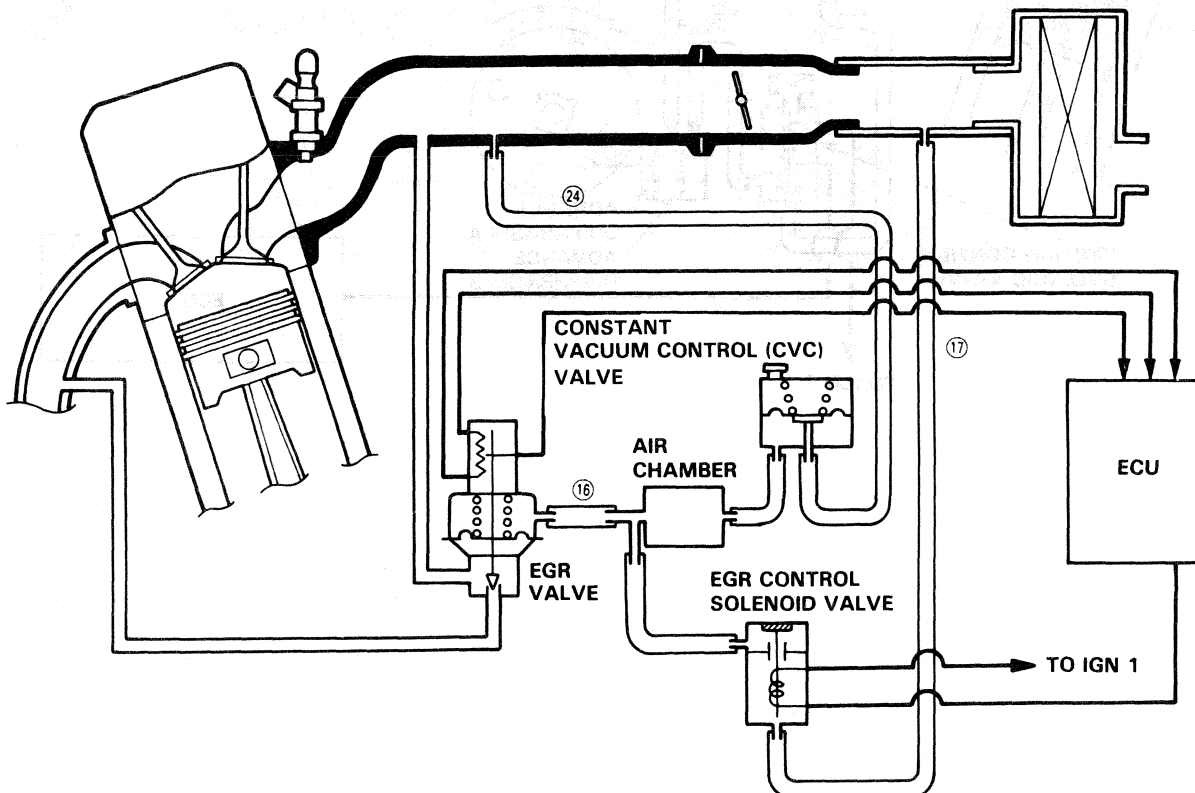 24
CONSTANT
VACUUM CONTROL (CVC)
VALVE
17
AIR
CHAMBER
ECU
16
EGR
VALVE
EGR CONTROL
SOLENOID VALVE
TO IGN 1